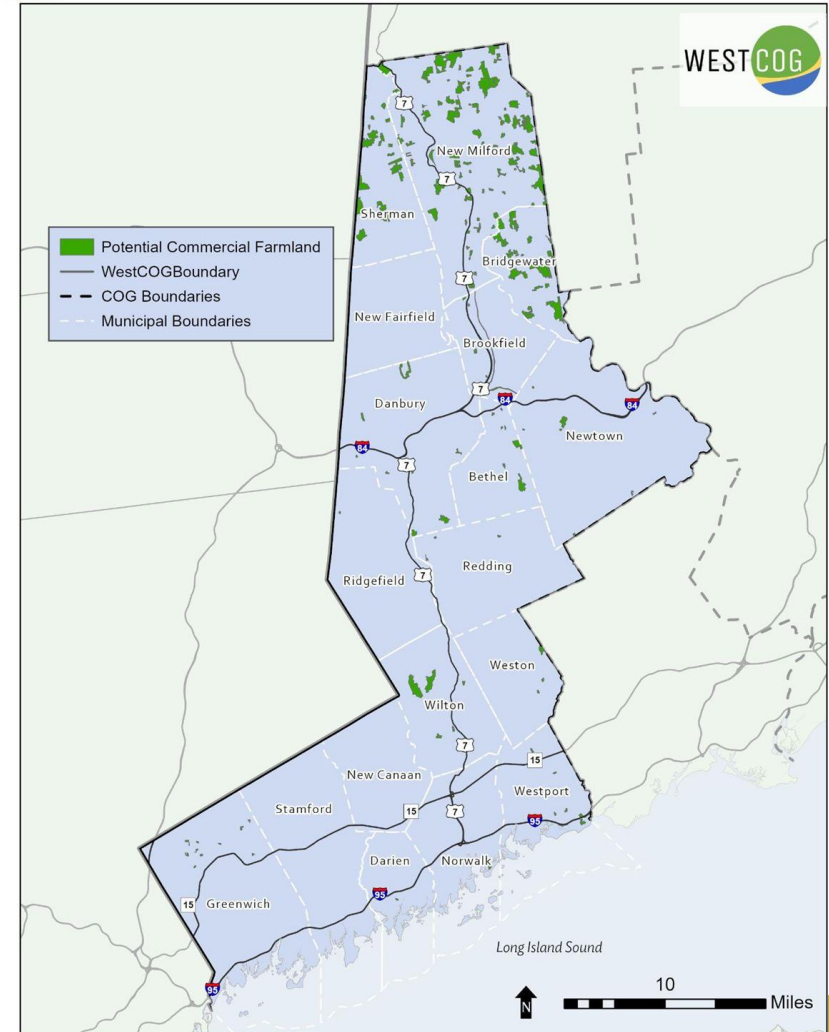 WESTCOG
7
New Milford
7
Sherman
Potential Commercial Farmland
WestCOGBoundary
COG Boundaries
Municipal Boundaries
Bridgewater
7
New Fairfield
Brookfield
7
84
84
Danbury
Newtown
84
7
Bethel
Redding
7
Ridgefield
Weston
Wilton
7
15
New Canaan
Westport
Stamford
15
7
95
Darien
Norwalk
95
15
Greenwich
Long Island Sound
95
10
N
Miles